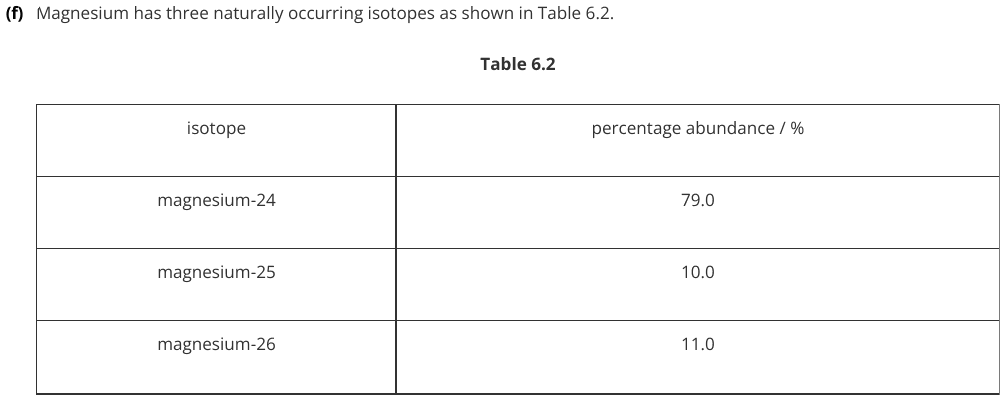 (f) Magnesium has three naturally occurring isotopes as shown in Table 6.2.
Table 6.2
isotope percentage abundance / %
magnesium-24 79.0
magnesium-25 10.0
magnesium-26 11.0